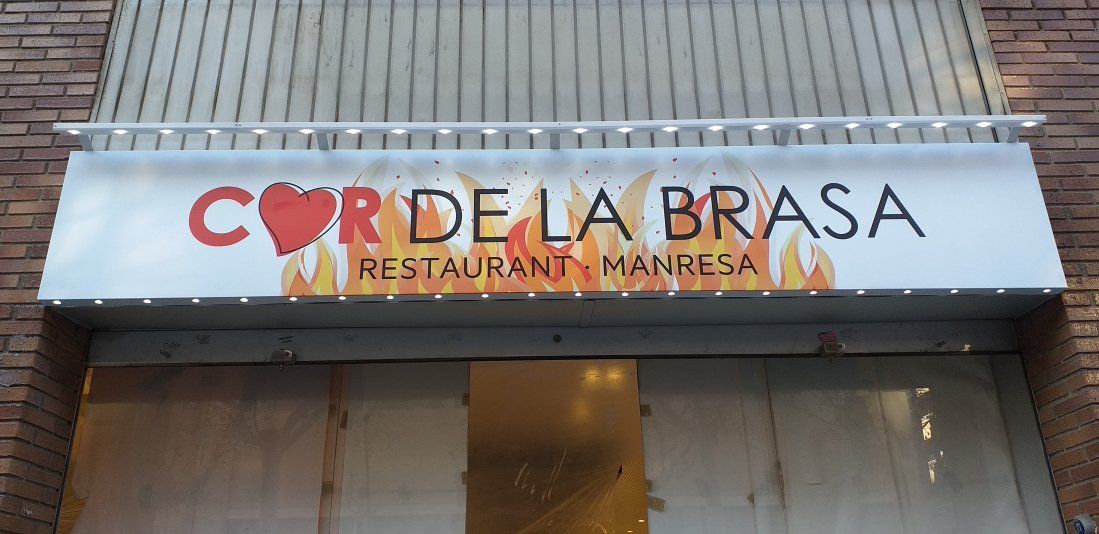 COR DE LA BRASA
RESTAURANT · MANRESA